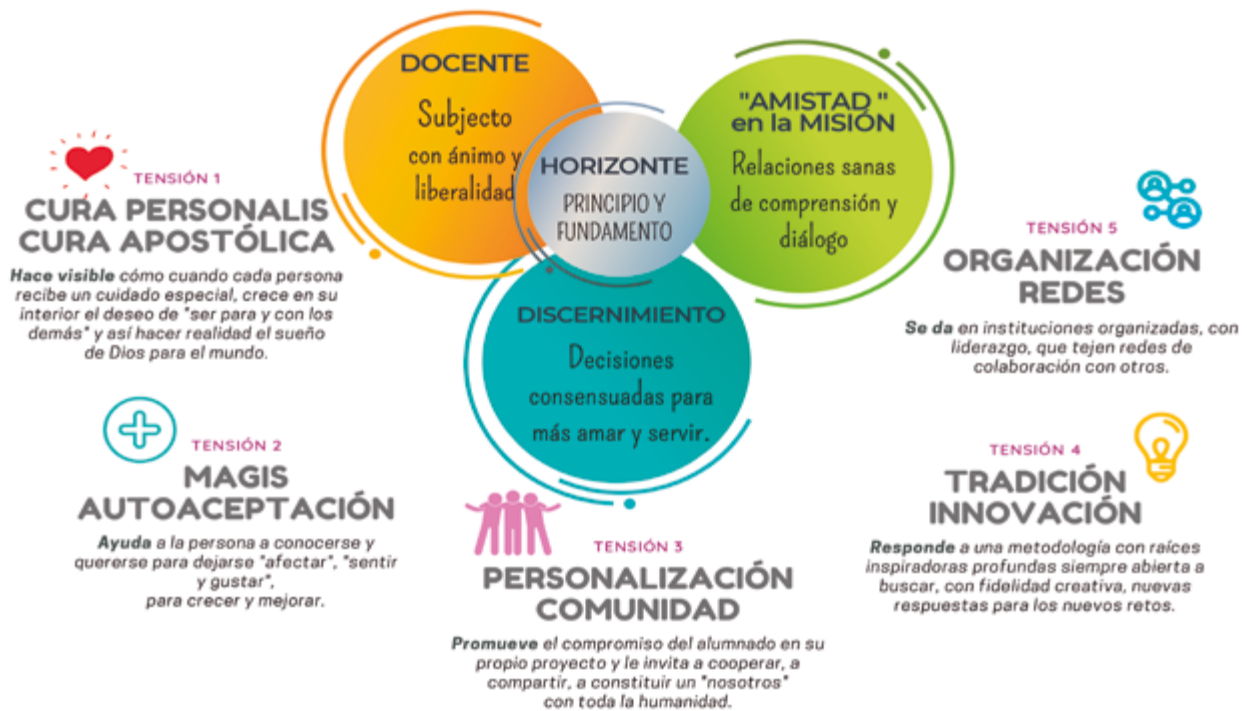 DOCENTE
Subjecto
con ánimo y
liberalidad
HORIZONTE
PRINCIPIO Y
FUNDAMENTO
"AMISTAD "
en la MISIÓN
Relaciones sanas
de comprensión y
diálogo
DISCERNIMIENTO
Decisiones
consensuadas para
más amar y servir.
TENSIÓN 1
CURA PERSONALIS
CURA APOSTÓLICA
Hace visible cómo cuando cada persona
recibe un cuidado especial, crece en su
interior el deseo de "ser para y con los
demás" y así hacer realidad el sueño
de Dios para el mundo.
TENSIÓN 2
MAGIS
AUTOACEPTACIÓN
Ayuda a la persona a conocerse y
quererse para dejarse "afectar", "sentir
y gustar",
para crecer y mejorar.
TENSIÓN 3
PERSONALIZACIÓN
COMUNIDAD
Promueve el compromiso del alumnado en su
propio proyecto y le invita a cooperar, a
compartir, a constituir un "nosotros"
con toda la humanidad.
TENSIÓN 4
TRADICIÓN
INNOVACIÓN
Responde a una metodología con raíces
inspiradoras profundas siempre abierta a
buscar, con fidelidad creativa, nuevas
respuestas para los nuevos retos.
TENSIÓN 5
ORGANIZACIÓN
REDES
Se da en instituciones organizadas, con
liderazgo, que tejen redes de
colaboración con otros.